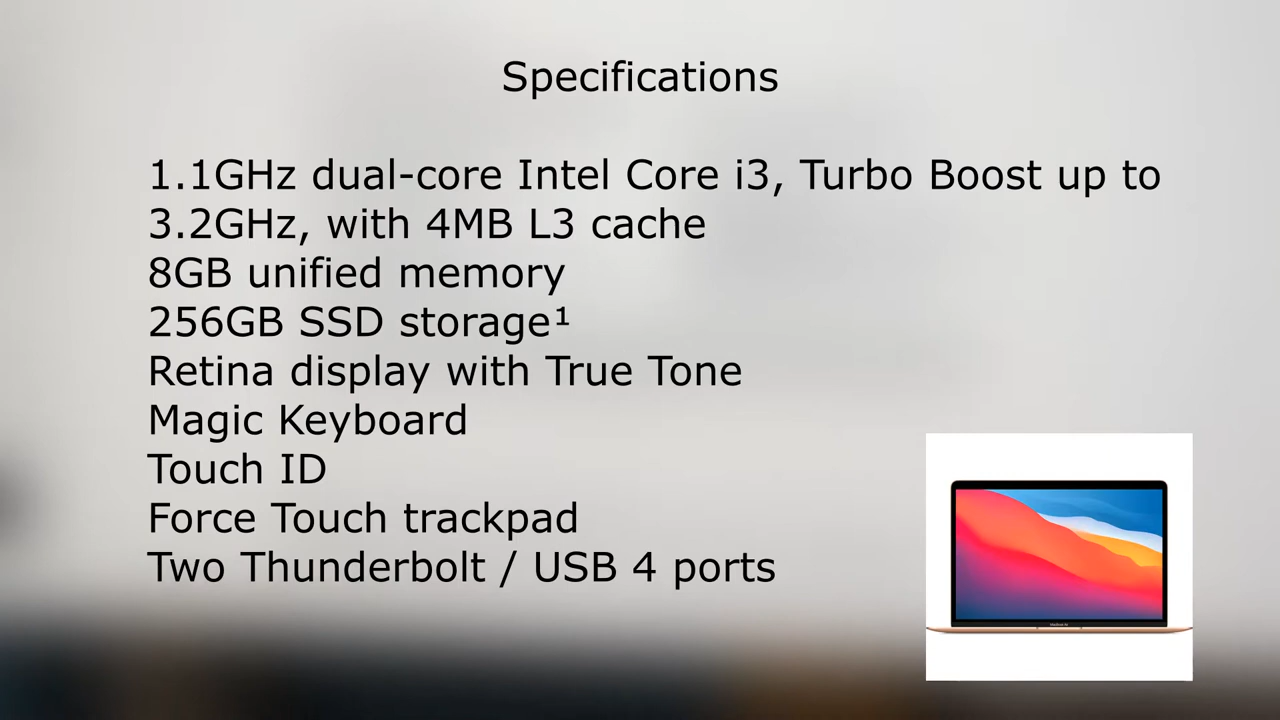 Specifications
1.1GHz dual-core Intel Core i3, Turbo Boost up to
3.2GHz, with 4MB L3 cache
8GB unified memory
256GB SSD storage¹
Retina display with True Tone
Magic Keyboard
Touch ID
Force Touch trackpad
Two Thunderbolt / USB 4 ports